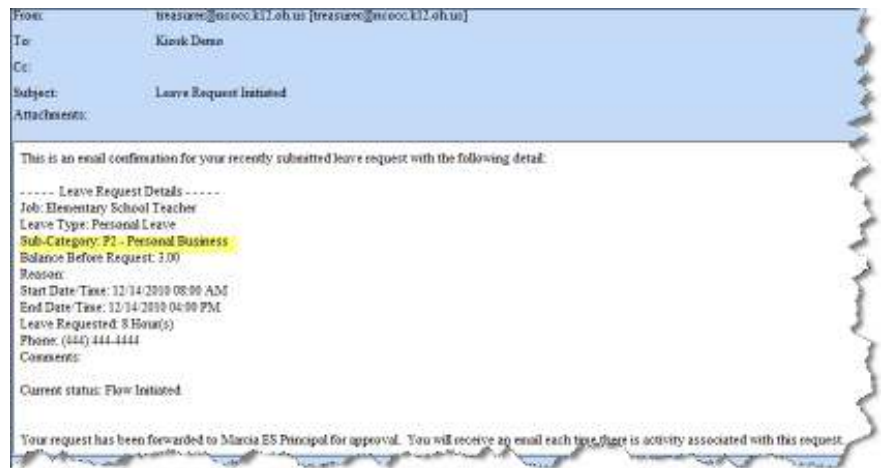 From: treasurer@ncocc.k12.oh.us [treasurer@ncocc.k12.oh.us]
To: Kiosk Demo
Cc:
Subject: Leave Request Initiated
Attachments:
This is an email confirmation for your recently submitted leave request with the following detail:
----- Leave Request Details -----
Job: Elementary School Teacher
Leave Type: Personal Leave
Sub-Category: P2 - Personal Business
Balance Before Request: 3.00
Reason:
Start Date/Time: 12/14/2010 08:00 AM
End Date/Time: 12/14/2010 04:00 PM
Leave Requested: 8 Hour(s)
Phone: (444) 444-4444
Comments:
Current status: Flow Initiated
Your request has been forwarded to Marcia ES Principal for approval. You will receive an email each time there is activity associated with this request.